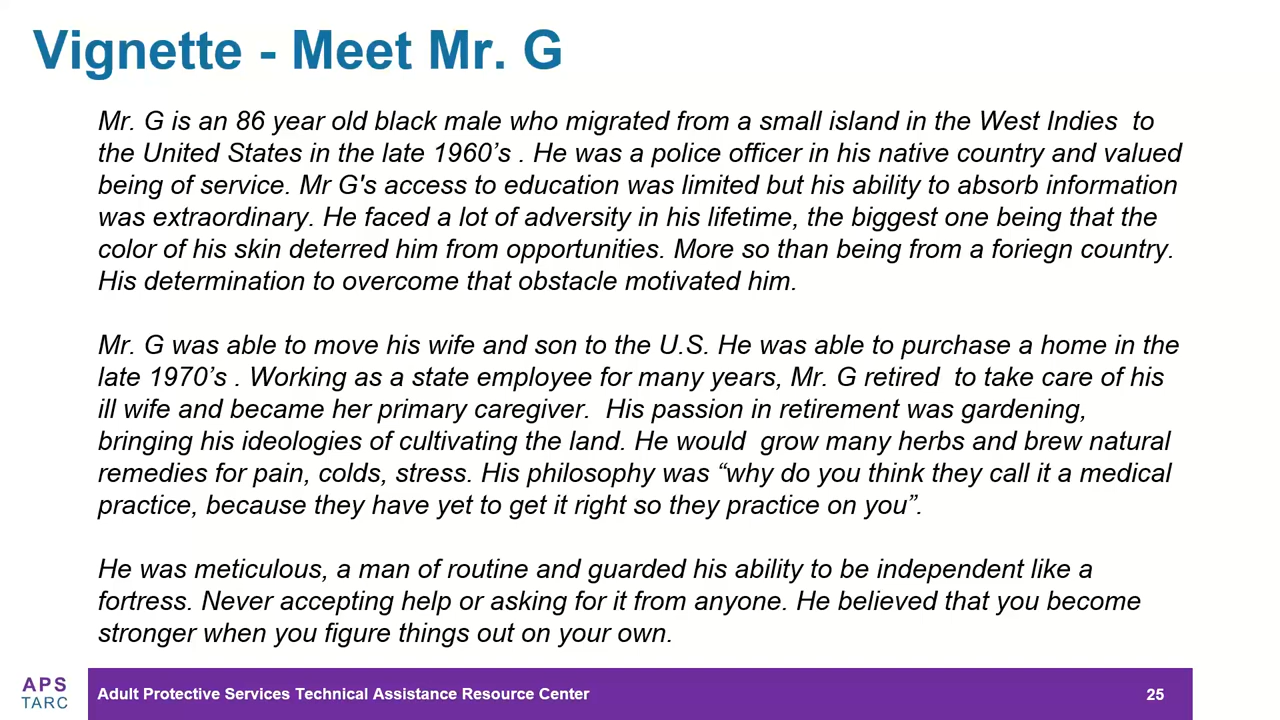 Vignette - Meet Mr. G
Mr. G is an 86 year old black male who migrated from a small island in the West Indies  to
the United States in the late 1960’s . He was a police officer in his native country and valued
being of service. Mr G's access to education was limited but his ability to absorb information
was extraordinary. He faced a lot of adversity in his lifetime, the biggest one being that the
color of his skin deterred him from opportunities. More so than being from a foriegn country.
His determination to overcome that obstacle motivated him.
Mr. G was able to move his wife and son to the U.S. He was able to purchase a home in the
late 1970’s . Working as a state employee for many years, Mr. G retired  to take care of his
ill wife and became her primary caregiver.  His passion in retirement was gardening,
bringing his ideologies of cultivating the land. He would  grow many herbs and brew natural
remedies for pain, colds, stress. His philosophy was “why do you think they call it a medical
practice, because they have yet to get it right so they practice on you”.
He was meticulous, a man of routine and guarded his ability to be independent like a
fortress. Never accepting help or asking for it from anyone. He believed that you become
stronger when you figure things out on your own.
APS
TARC
Adult Protective Services Technical Assistance Resource Center
25